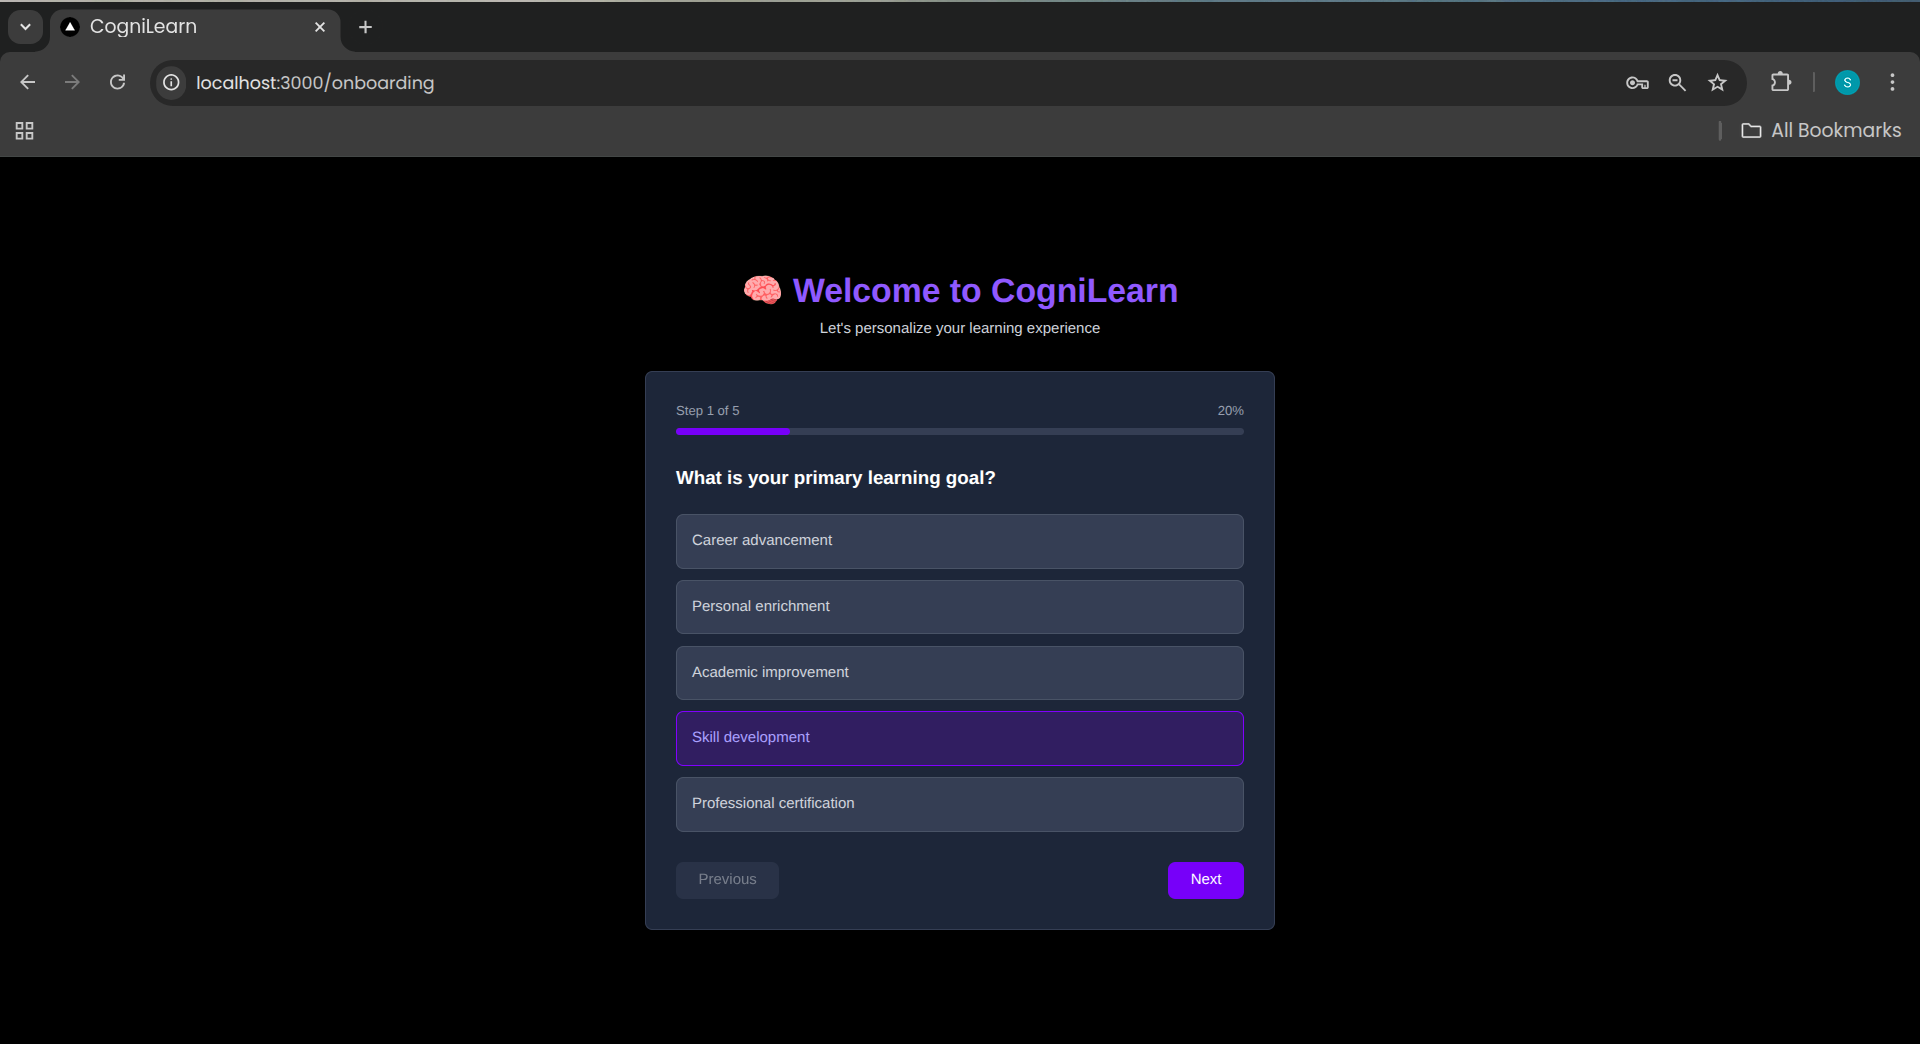 CogniLearn
localhost:3000/onboarding
S
All Bookmarks
Welcome to CogniLearn
Let's personalize your learning experience
Step 1 of 5
20%
What is your primary learning goal?
Career advancement
Personal enrichment
Academic improvement
Skill development
Professional certification
Previous
Next